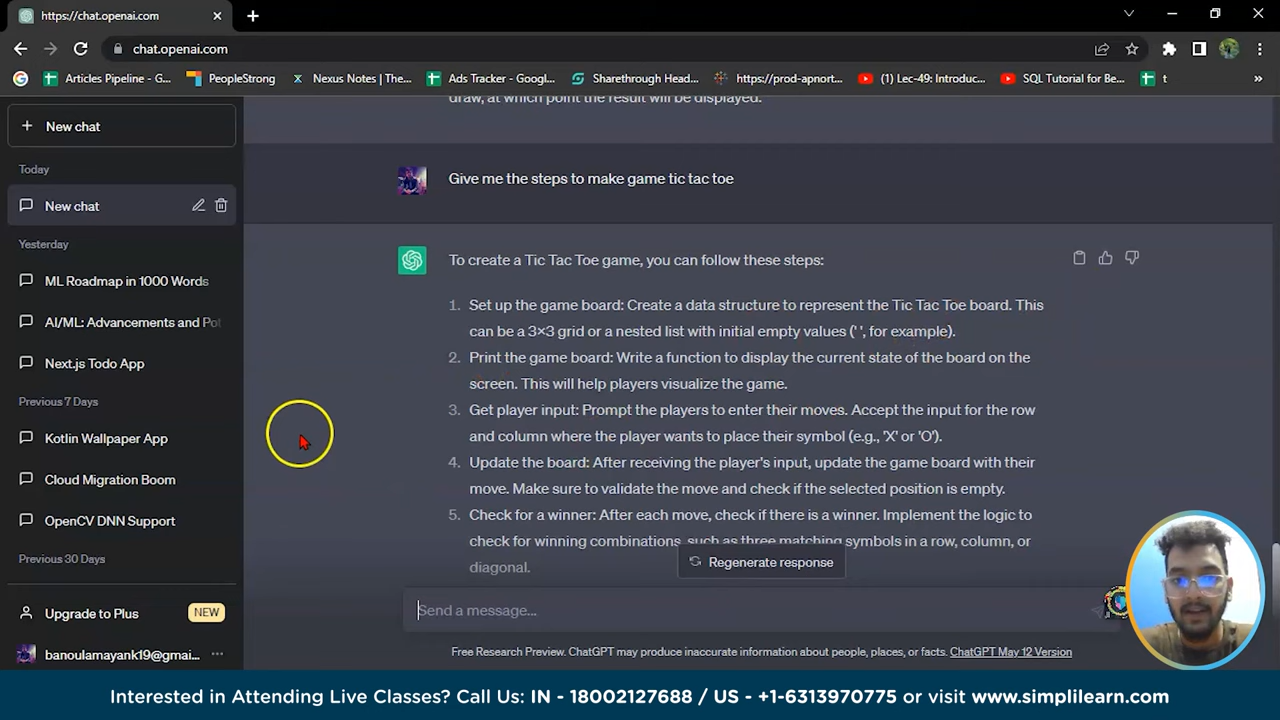 https://chat.openai.com
chat.openai.com
Articles Pipeline - G...
PeopleStrong
Nexus Notes | The...
Ads Tracker - Googl...
Sharethrough Head...
https://prod-apnort...
(1) Lec-49: Introduc...
SQL Tutorial for Be...
t
»
+ New chat
Today
New chat
Yesterday
ML Roadmap in 1000 Words
AI/ML: Advancements and Pot
Next.js Todo App
Previous 7 Days
Kotlin Wallpaper App
Cloud Migration Boom
OpenCV DNN Support
Previous 30 Days
Upgrade to Plus
NEW
banoulamayank19@gmai...
draw, at which point the result will be displayed.
Give me the steps to make game tic tac toe
To create a Tic Tac Toe game, you can follow these steps:
1. Set up the game board: Create a data structure to represent the Tic Tac Toe board. This
can be a 3×3 grid or a nested list with initial empty values (' ', for example).
2. Print the game board: Write a function to display the current state of the board on the
screen. This will help players visualize the game.
3. Get player input: Prompt the players to enter their moves. Accept the input for the row
and column where the player wants to place their symbol (e.g., 'X' or 'O').
4. Update the board: After receiving the player's input, update the game board with their
move. Make sure to validate the move and check if the selected position is empty.
5. Check for a winner: After each move, check if there is a winner. Implement the logic to
check for winning combinations, such as three matching symbols in a row, column, or
diagonal.
Regenerate response
Send a message...
Free Research Preview. ChatGPT may produce inaccurate information about people, places, or facts. ChatGPT May 12 Version
Interested in Attending Live Classes? Call Us: IN - 18002127688 / US - +1-6313970775 or visit www.simplilearn.com